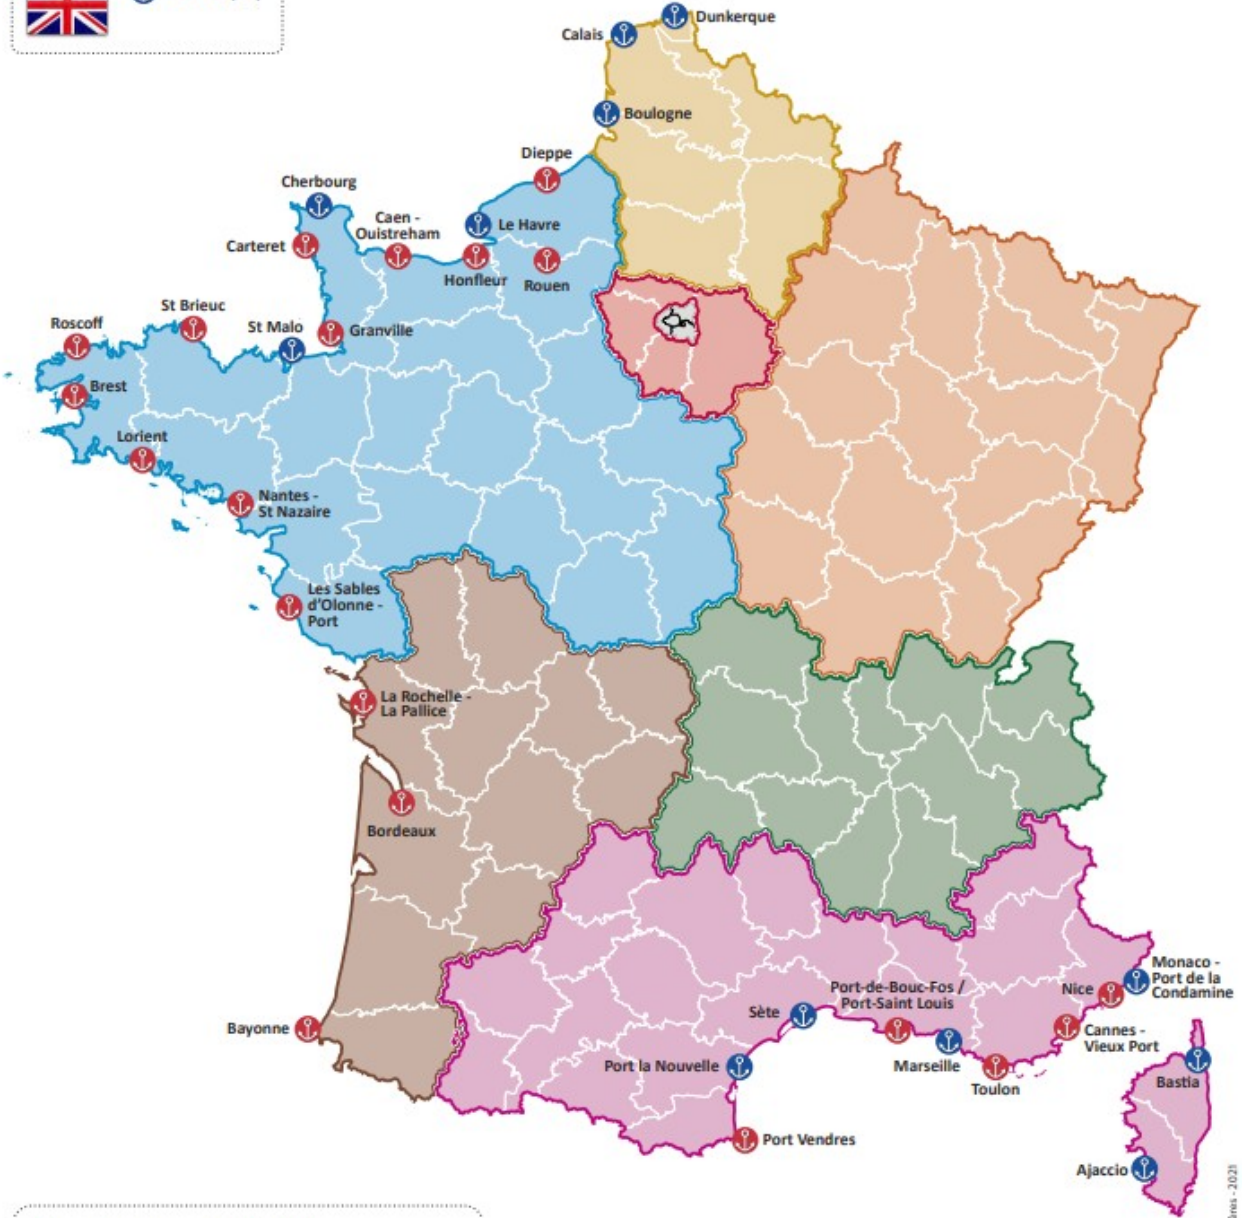 Dunkerque
Calais
Boulogne
Dieppe
Cherbourg
Le Havre
Caen -
Ouistreham
Carteret
Honfleur
Rouen
St Brieuc
St Malo
Granville
Roscoff
Brest
Lorient
Nantes -
St Nazaire
Les Sables
d'Olonne -
Port
La Rochelle -
La Pallice
Bordeaux
Bayonne
Monaco -
Port de la
Condamine
Nice
Port-de-Bouc-Fos /
Port-Saint Louis
Sète
Cannes -
Vieux Port
Marseille
Port la Nouvelle
Toulon
Bastia
Port Vendres
Ajaccio
ères - 2021